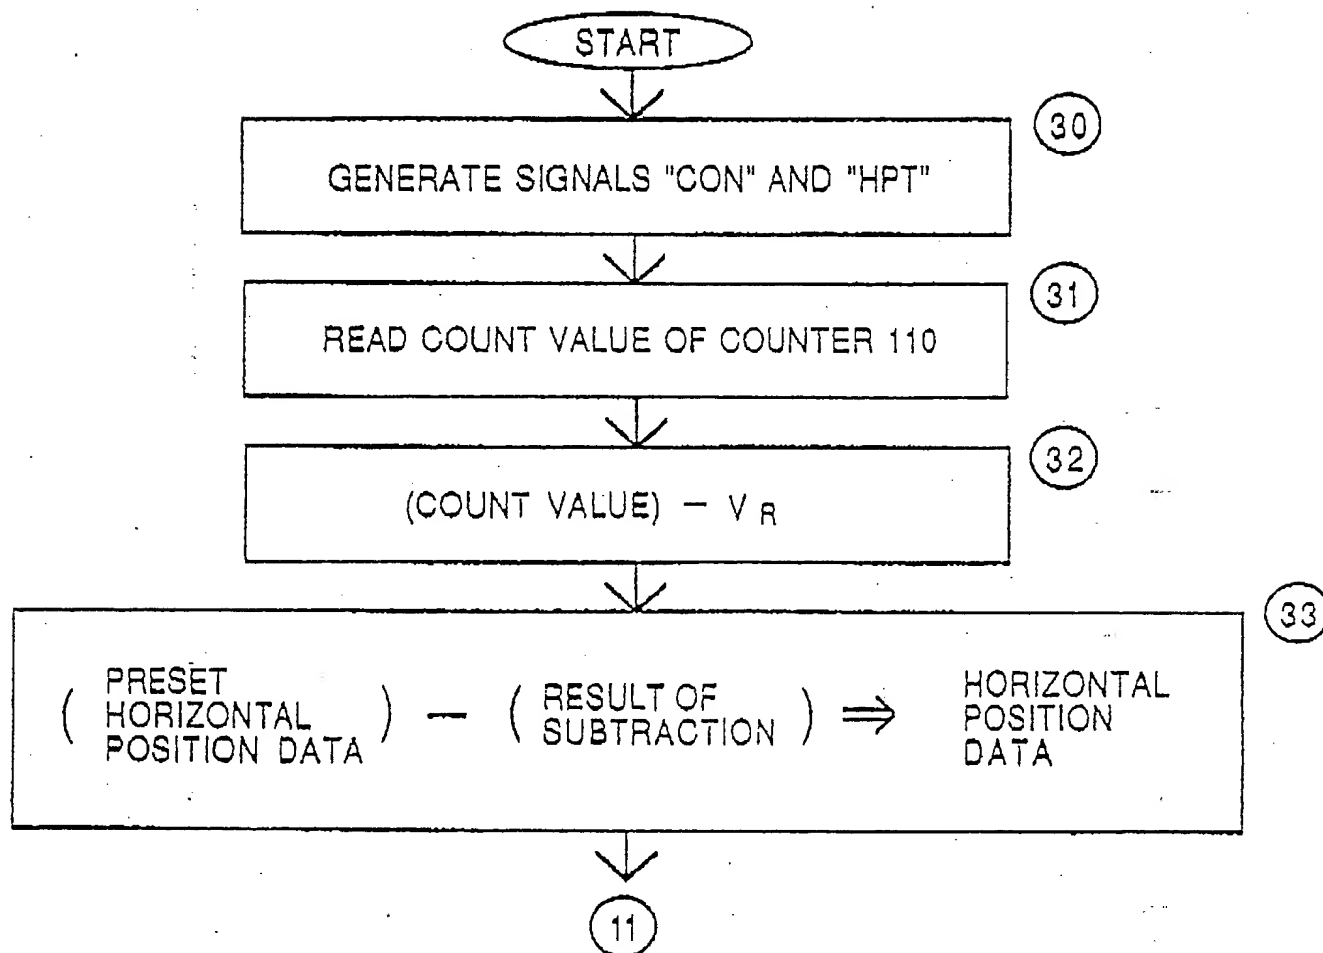 START
30
GENERATE SIGNALS "CON" AND "HPT"
31
READ COUNT VALUE OF COUNTER 110
32
(COUNT VALUE) − V R
33
( PRESET
HORIZONTAL
POSITION DATA ) − ( RESULT OF
SUBTRACTION ) ⇒ HORIZONTAL
POSITION
DATA
11